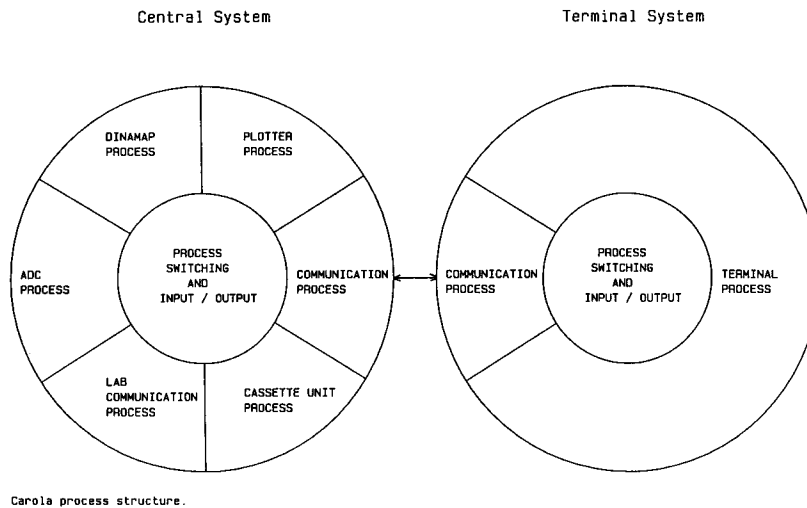 Central System
Terminal System
DINAMAP
PROCESS
PLOTTER
PROCESS
ADC
PROCESS
PROCESS
SWITCHING
AND
INPUT / OUTPUT
COMMUNICATION
PROCESS
LAB
COMMUNICATION
PROCESS
CASSETTE UNIT
PROCESS
COMMUNICATION
PROCESS
PROCESS
SWITCHING
AND
INPUT / OUTPUT
TERMINAL
PROCESS
Carola process structure.